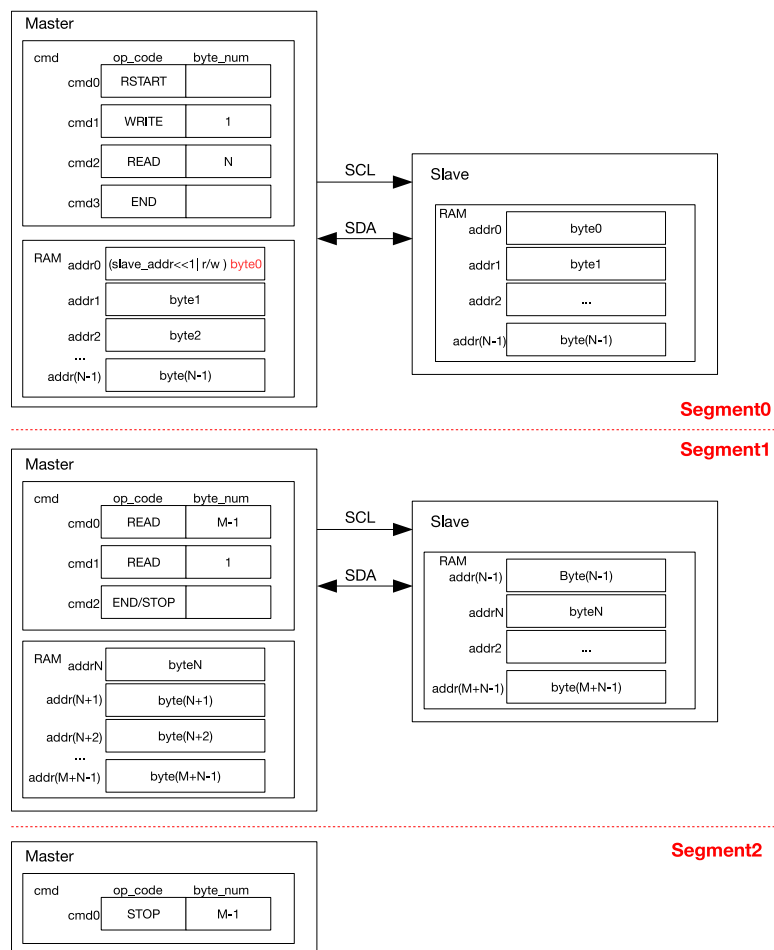 Master
cmd op_code byte_num
cmd0 RSTART
cmd1 WRITE 1
cmd2 READ N
cmd3 END
RAM addr0 (slave_addr<<1| r/w ) byte0
addr1 byte1
addr2 byte2
...
addr(N-1) byte(N-1)
SCL
SDA
Slave
RAM
addr0 byte0
addr1 byte1
addr2 ...
addr(N-1) byte(N-1)
Segment0
Segment1
Master
cmd op_code byte_num
cmd0 READ M-1
cmd1 READ 1
cmd2 END/STOP
RAM addrN byteN
addr(N+1) byte(N+1)
addr(N+2) byte(N+2)
...
addr(M+N-1) byte(M+N-1)
SCL
SDA
Slave
RAM
addr(N-1) Byte(N-1)
addrN byteN
addr2 ...
addr(M+N-1) byte(M+N-1)
Segment2
Master
cmd op_code byte_num
cmd0 STOP M-1